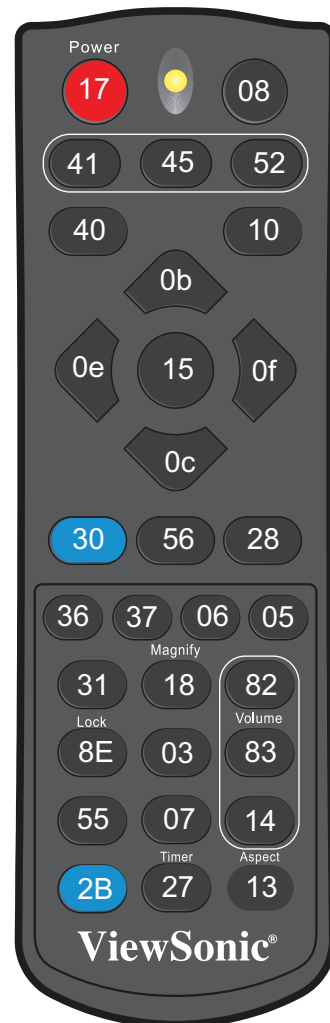 Power
17 08
41 45 52
40 10
0b
0e 15 0f
0c
30 56 28
36 37 06 05
Magnify
31 18 82
Lock Volume
8E 03 83
55 07 14
Timer Aspect
2B 27 13
ViewSonic®